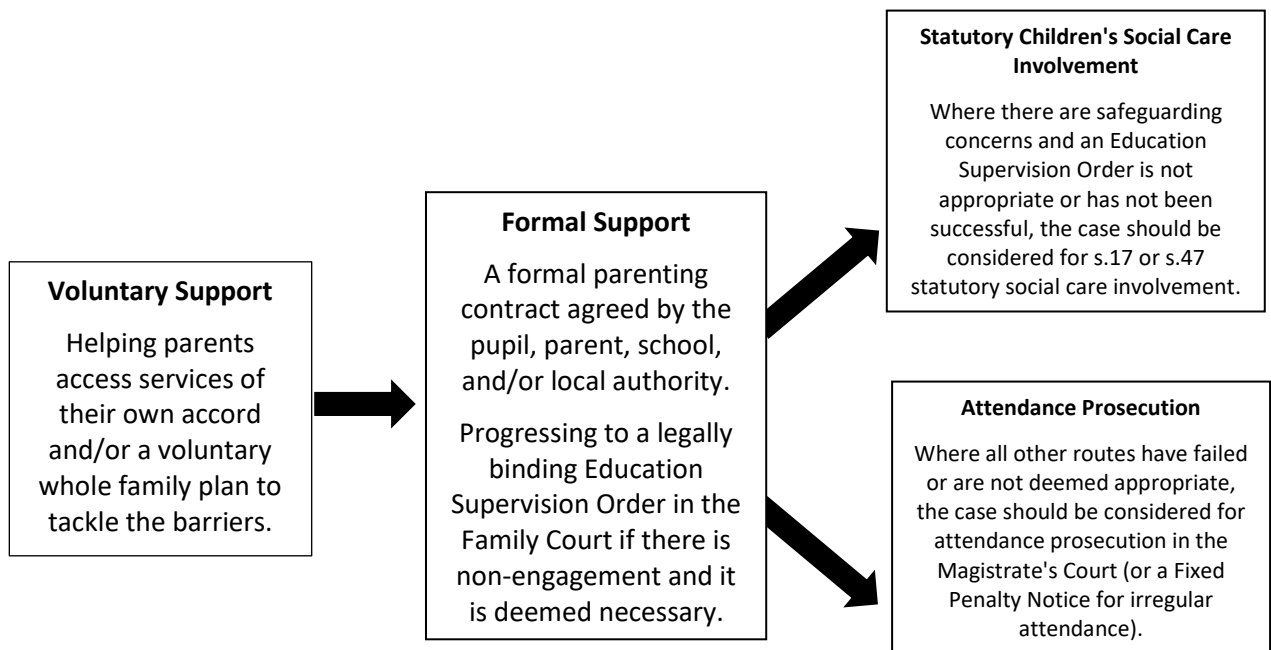 Voluntary Support
Helping parents
access services of
their own accord
and/or a voluntary
whole family plan to
tackle the barriers.
Formal Support
A formal parenting
contract agreed by the
pupil, parent, school,
and/or local authority.
Progressing to a legally
binding Education
Supervision Order in the
Family Court if there is
non-engagement and it
is deemed necessary.
Statutory Children's Social Care
Involvement
Where there are safeguarding
concerns and an Education
Supervision Order is not
appropriate or has not been
successful, the case should be
considered for s.17 or s.47
statutory social care involvement.
Attendance Prosecution
Where all other routes have failed
or are not deemed appropriate,
the case should be considered for
attendance prosecution in the
Magistrate's Court (or a Fixed
Penalty Notice for irregular
attendance).